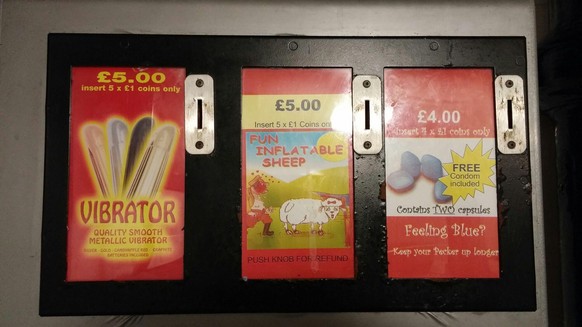 £5.00
insert 5 x £1 coins only
VIBRATOR
QUALITY SMOOTH
METALLIC VIBRATOR
£5.00
Insert 5 x £1 Coins
FUN
INFLATABLE
SHEEP
PUSH KNOB FOR REFUND
£4.00
Insert 4 x £1 coins only
FREE
Condom
included
Contains TWO capsules
Feeling Blue?
Keep your Pecker up longer